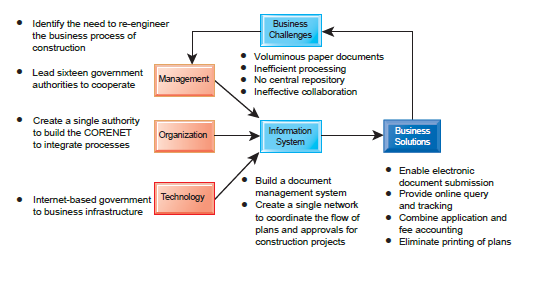 • Identify the need to re-engineer
the business process of
construction
• Lead sixteen government
authorities to cooperate
• Create a single authority
to build the CORENET
to integrate processes
• Internet-based government
to business infrastructure
Management
Organization
Technology
Business
Challenges
• Voluminous paper documents
• Inefficient processing
• No central repository
• Ineffective collaboration
Information
System
• Build a document
management system
• Create a single network
to coordinate the flow of
plans and approvals for
construction projects
Business
Solutions
• Enable electronic
document submission
• Provide online query
and tracking
• Combine application and
fee accounting
• Eliminate printing of plans